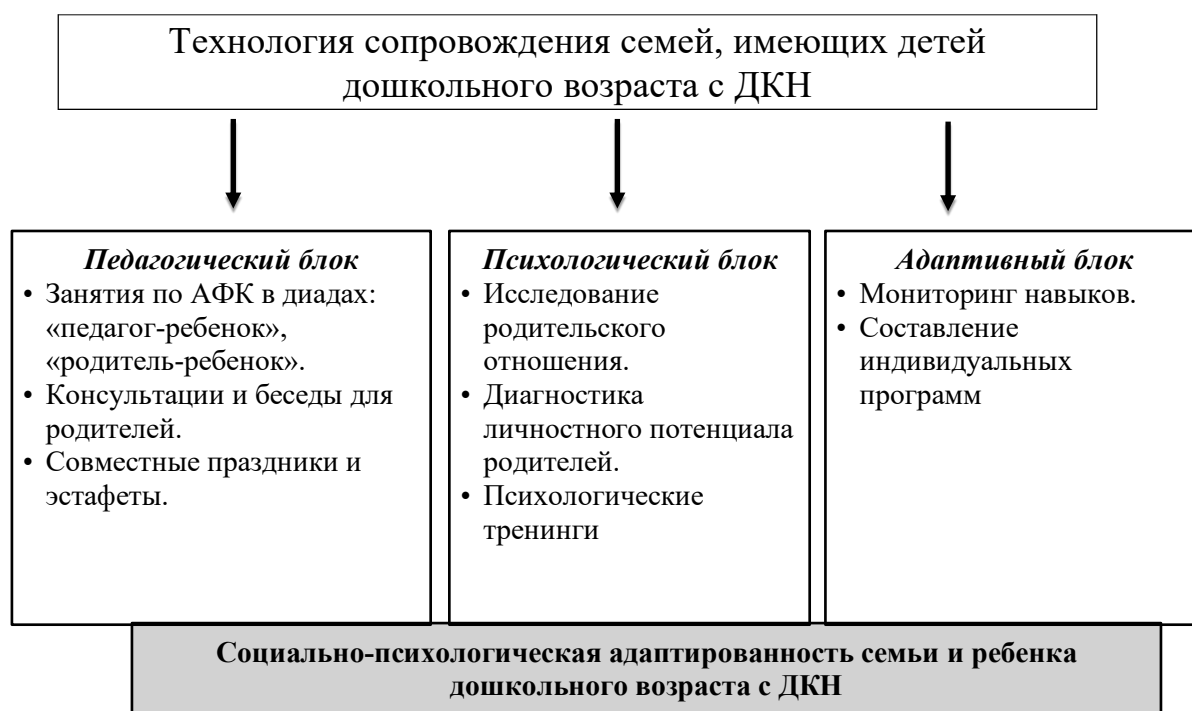 Технология сопровождения семей, имеющих детей
дошкольного возраста с ДКН
Педагогический блок
• Занятия по АФК в диадах:
«педагог-ребенок»,
«родитель-ребенок».
• Консультации и беседы для
родителей.
• Совместные праздники и
эстафеты.
Психологический блок
• Исследование
родительского
отношения.
• Диагностика
личностного потенциала
родителей.
• Психологические
тренинги
Адаптивный блок
• Мониторинг навыков.
• Составление
индивидуальных
программ
Социально-психологическая адаптированность семьи и ребенка
дошкольного возраста с ДКН